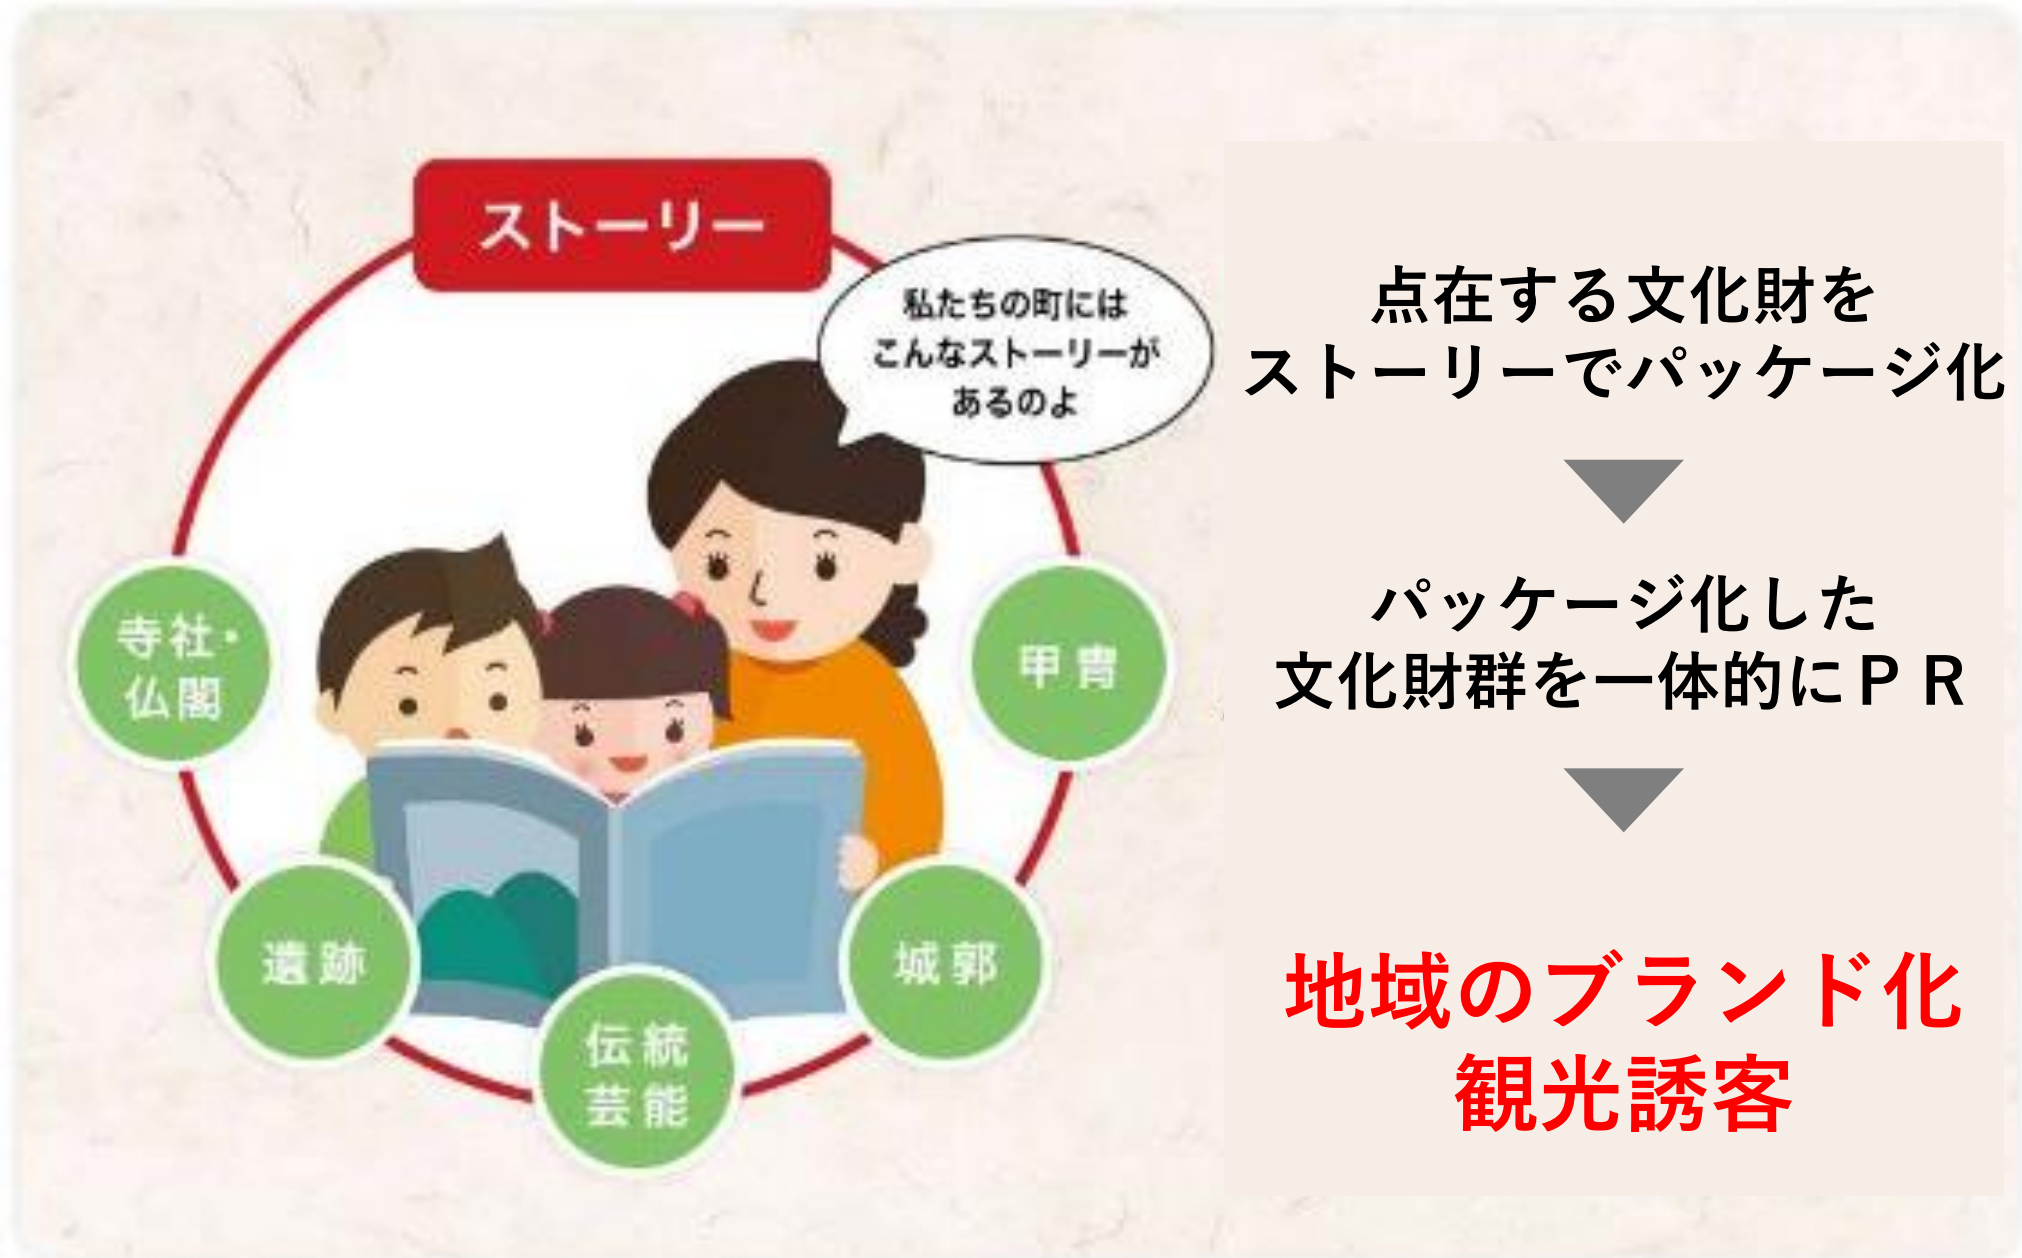 ストーリー
私たちの町には
こんなストーリーが
あるのよ
寺社・
仏閣
遺跡
伝統
芸能
城郭
甲冑
点在する文化財を
ストーリーでパッケージ化
パッケージ化した
文化財群を一体的にＰＲ
地域のブランド化
観光誘客